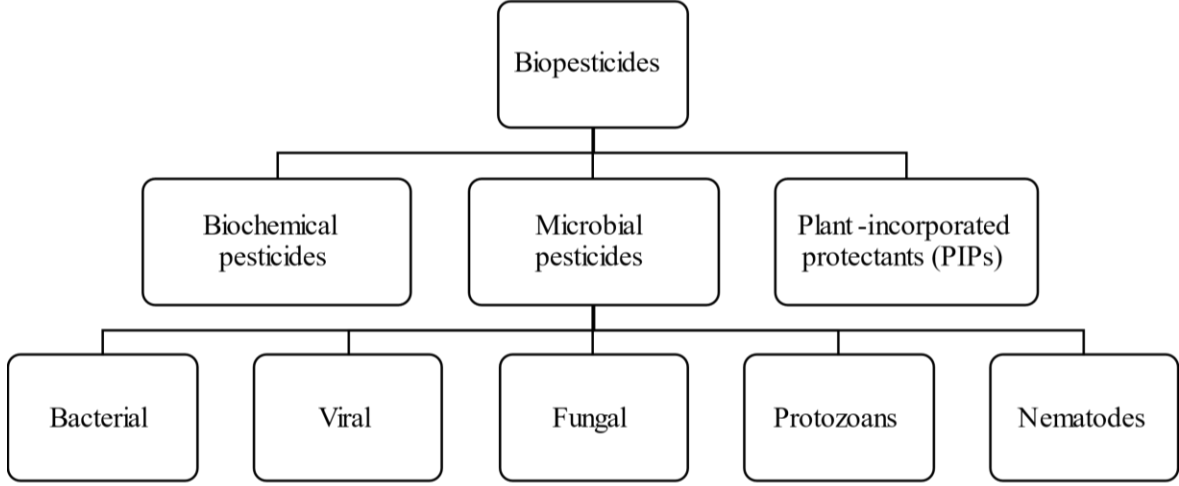 Biopesticides
Biochemical
pesticides
Microbial
pesticides
Plant-incorporated
protectants (PIPs)
Bacterial
Viral
Fungal
Protozoans
Nematodes